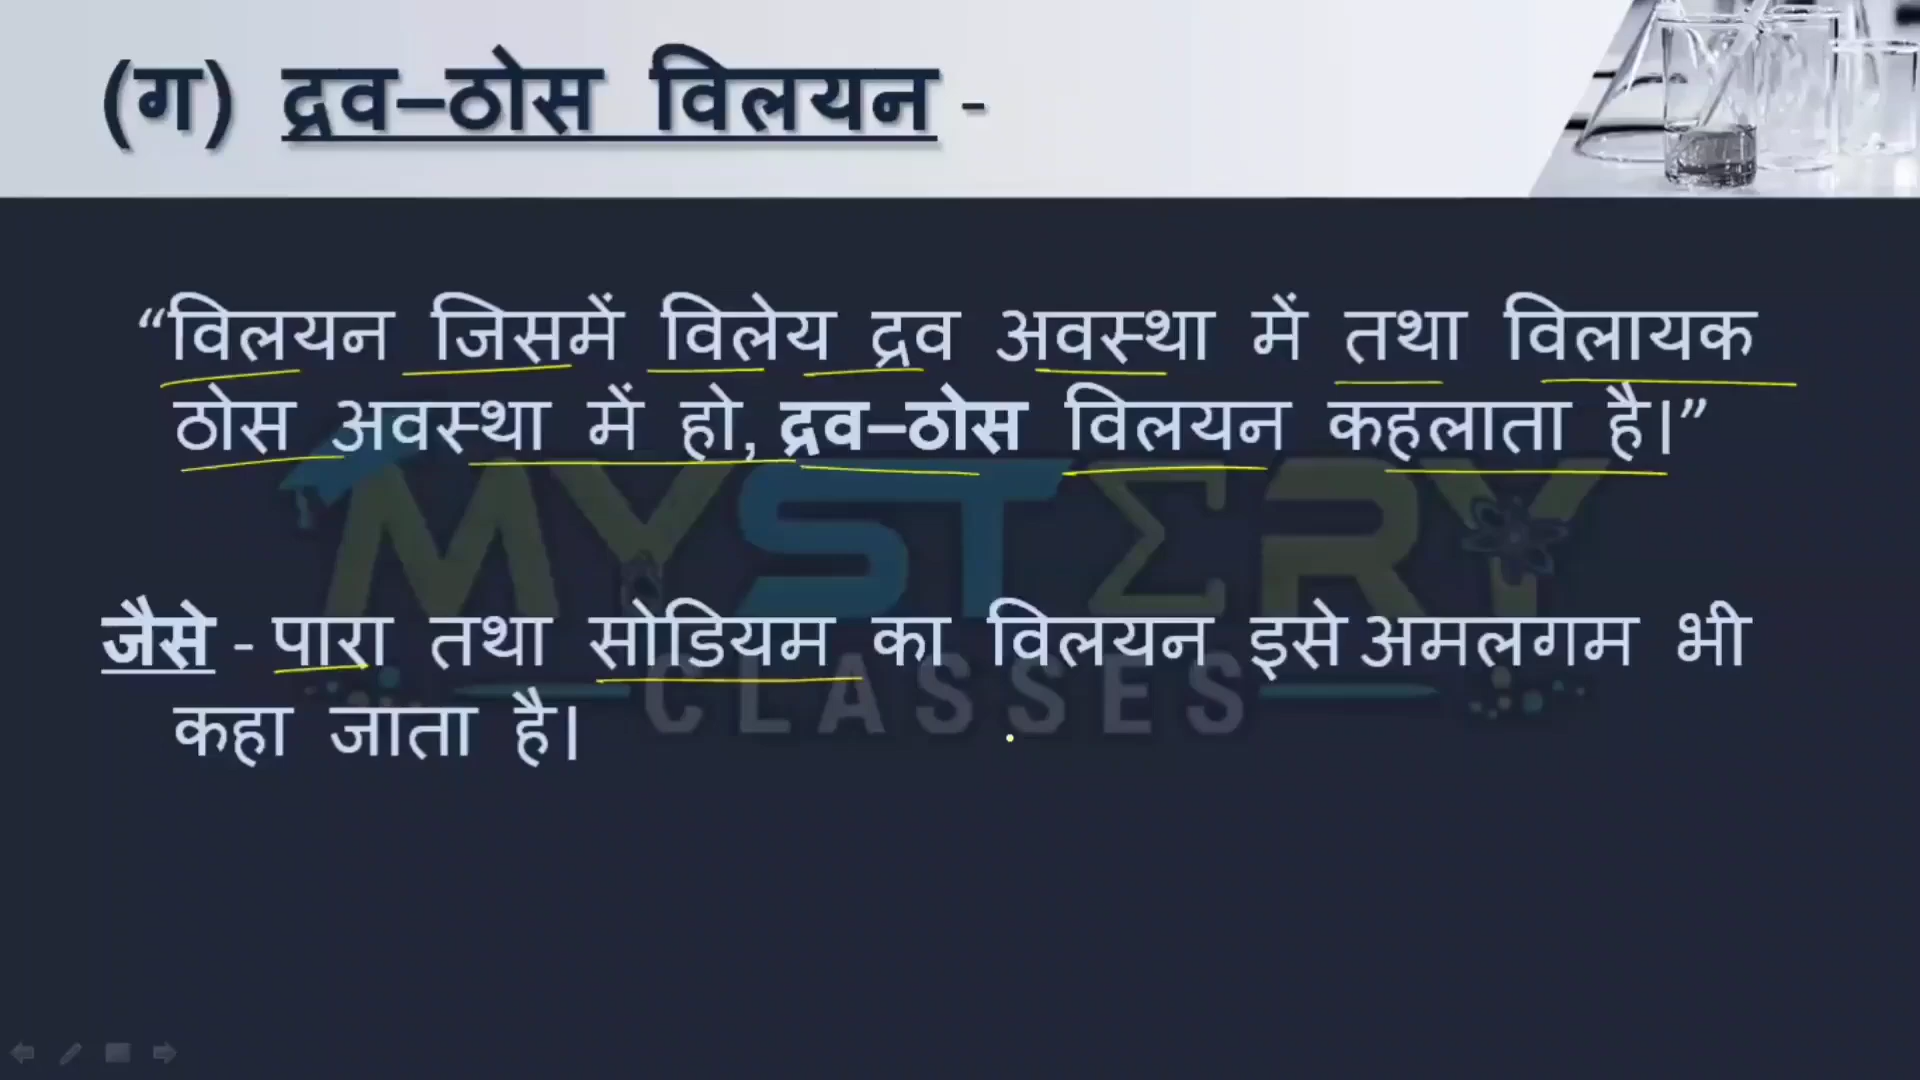 (ग) द्रव–ठोस विलयन -
“विलयन जिसमें विलेय द्रव अवस्था में तथा विलायक
ठोस अवस्था में हो, द्रव–ठोस विलयन कहलाता है।”
MYSTΣRY
CLASSES
जैसे - पारा तथा सोडियम का विलयन इसे अमलगम भी
कहा जाता है।